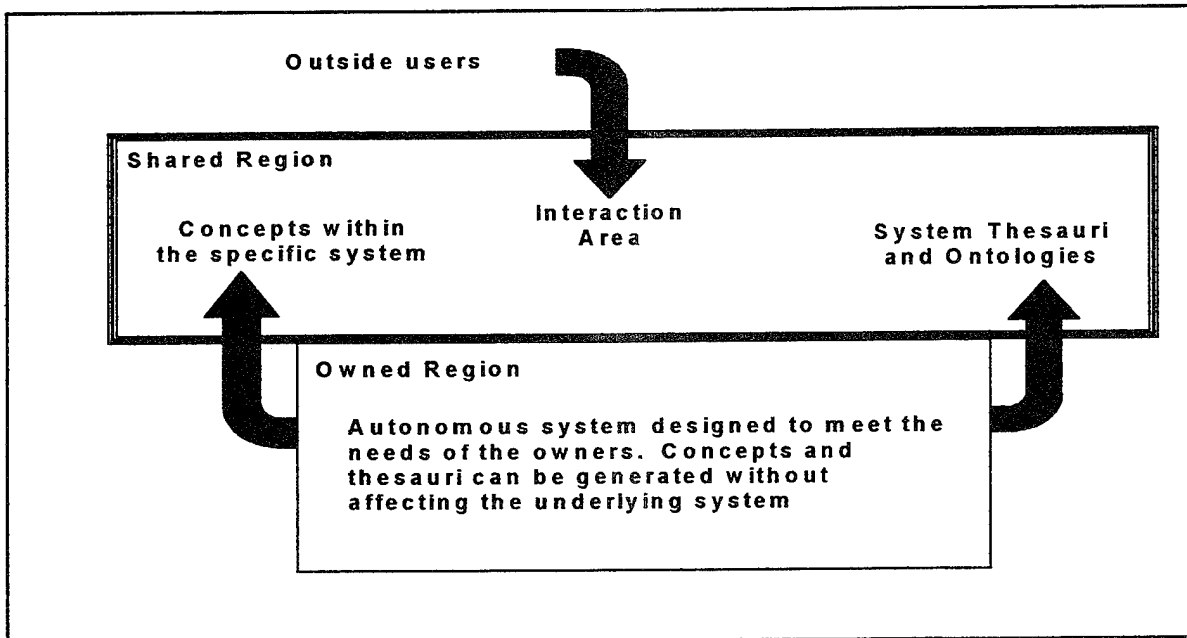 Outside users
Shared Region
Concepts within
the specific system
Interaction
Area
System Thesauri
and Ontologies
Owned Region
Autonomous system designed to meet the
needs of the owners. Concepts and
thesauri can be generated without
affecting the underlying system